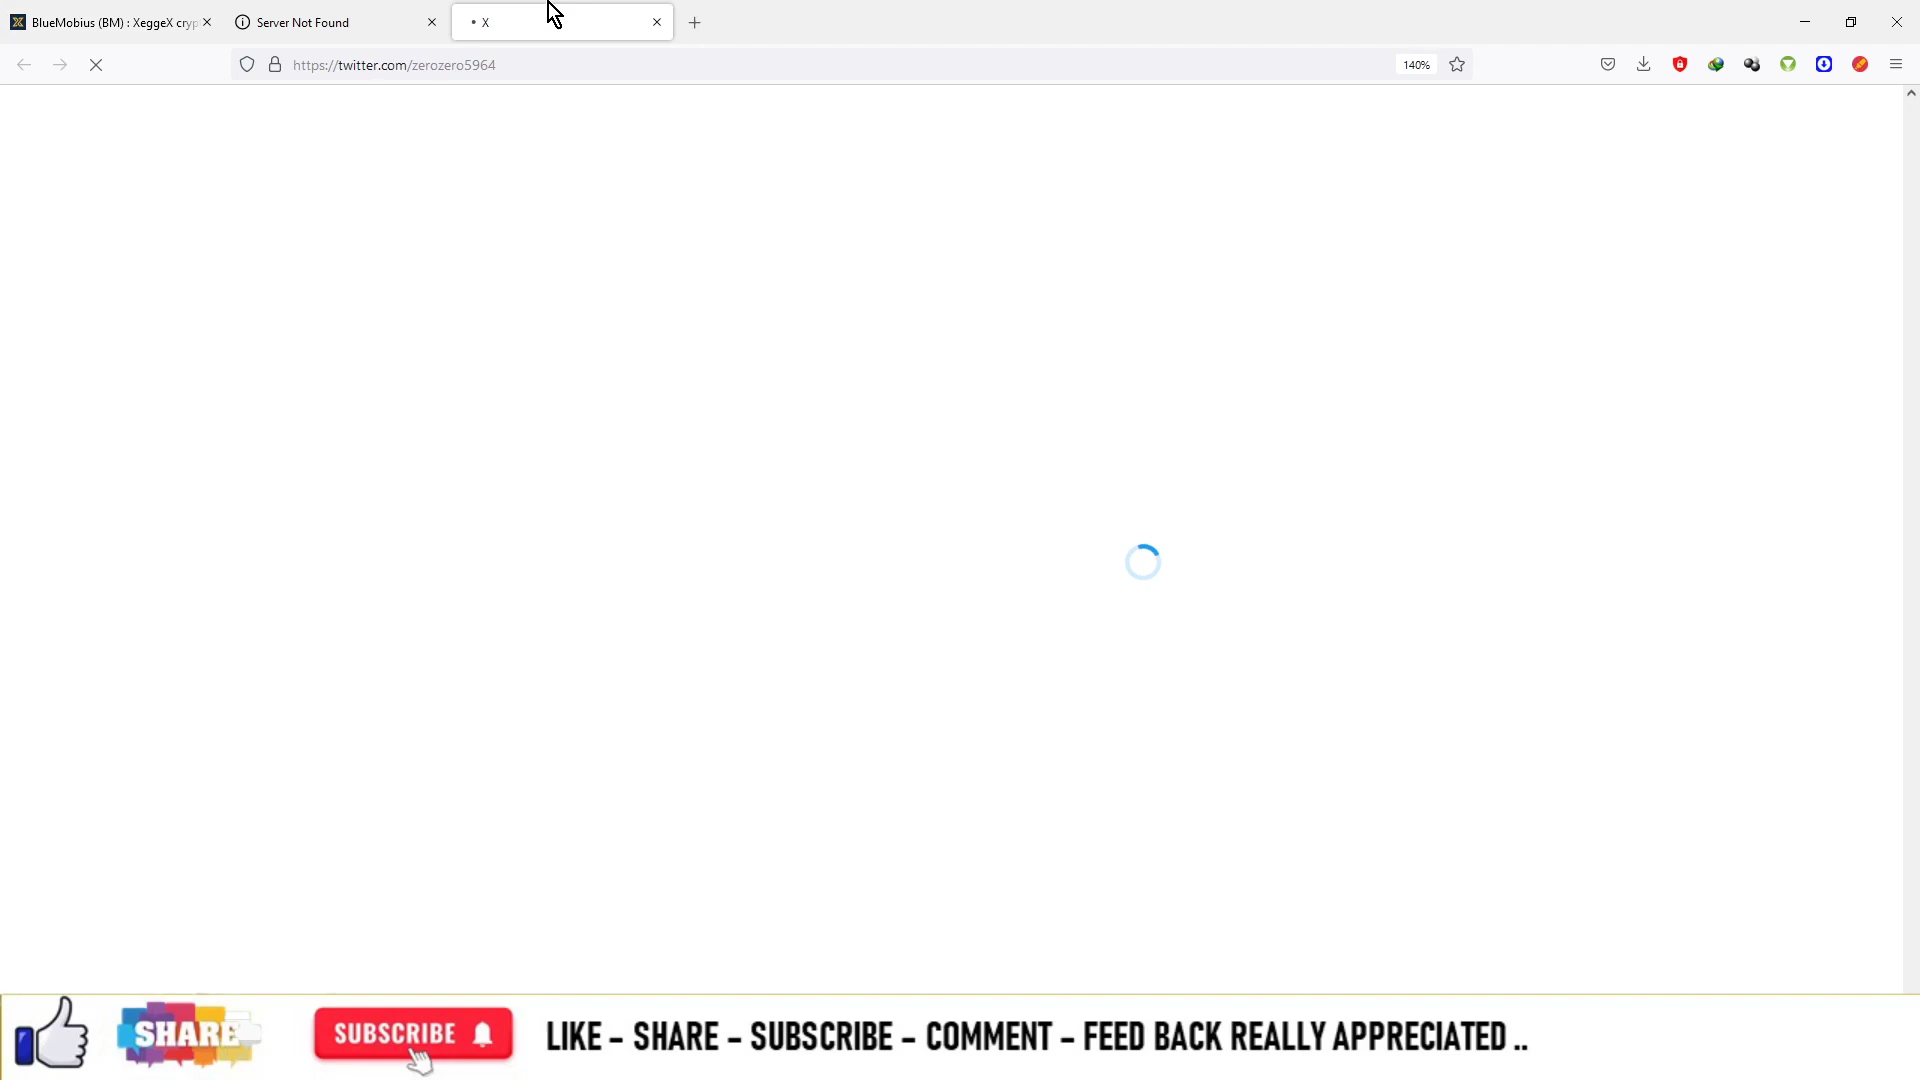 BlueMobius (BM) : XeggeX cryp
Server Not Found
X
https://twitter.com/zerozero5964
140%
SHARE
SUBSCRIBE
LIKE - SHARE - SUBSCRIBE - COMMENT - FEED BACK REALLY APPRECIATED ..